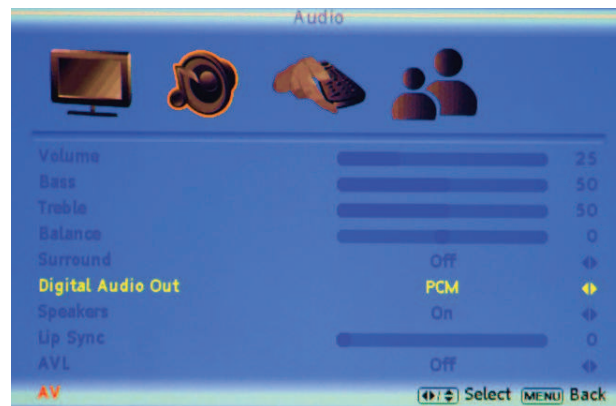 Audio
Volume 25
Bass 50
Treble 50
Balance 0
Surround Off
Digital Audio Out PCM
Speakers On
Lip Sync 0
AVL Off
AV Select MENU Back